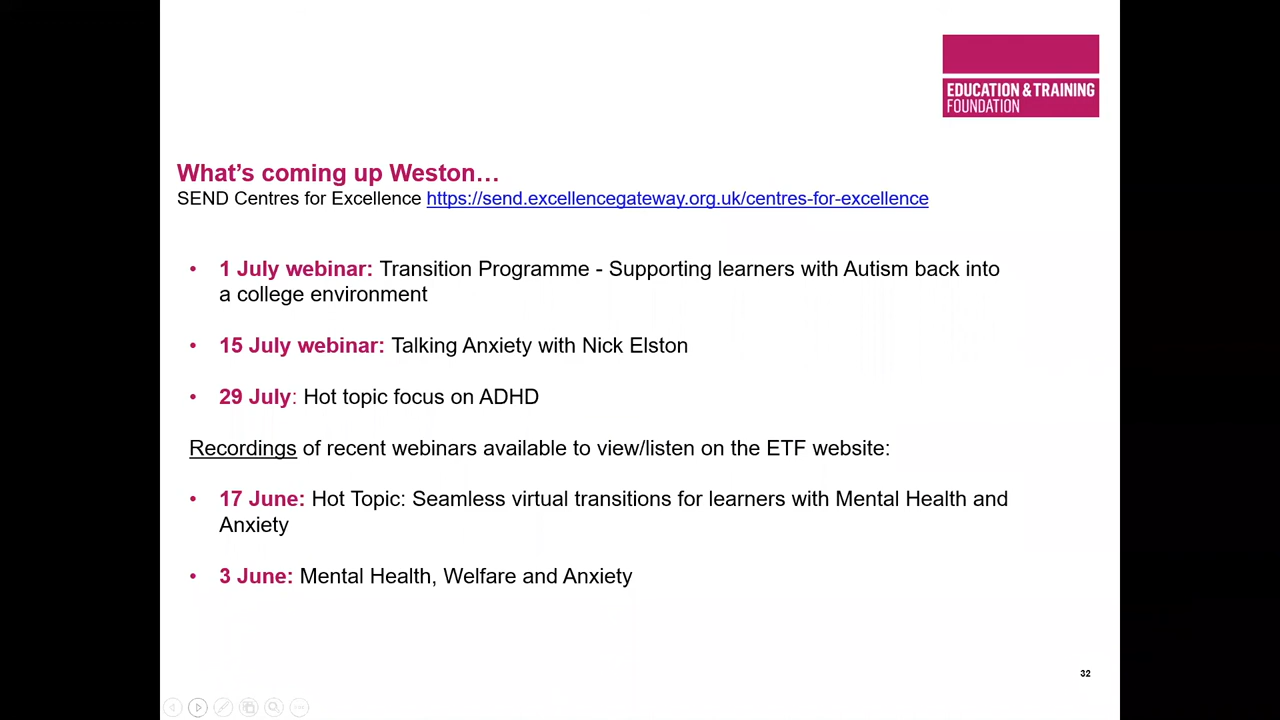 EDUCATION & TRAINING
FOUNDATION
What's coming up Weston…
SEND Centres for Excellence https://send.excellencegateway.org.uk/centres-for-excellence
• 1 July webinar: Transition Programme - Supporting learners with Autism back into
a college environment
• 15 July webinar: Talking Anxiety with Nick Elston
• 29 July: Hot topic focus on ADHD
Recordings of recent webinars available to view/listen on the ETF website:
• 17 June: Hot Topic: Seamless virtual transitions for learners with Mental Health and
Anxiety
• 3 June: Mental Health, Welfare and Anxiety
32